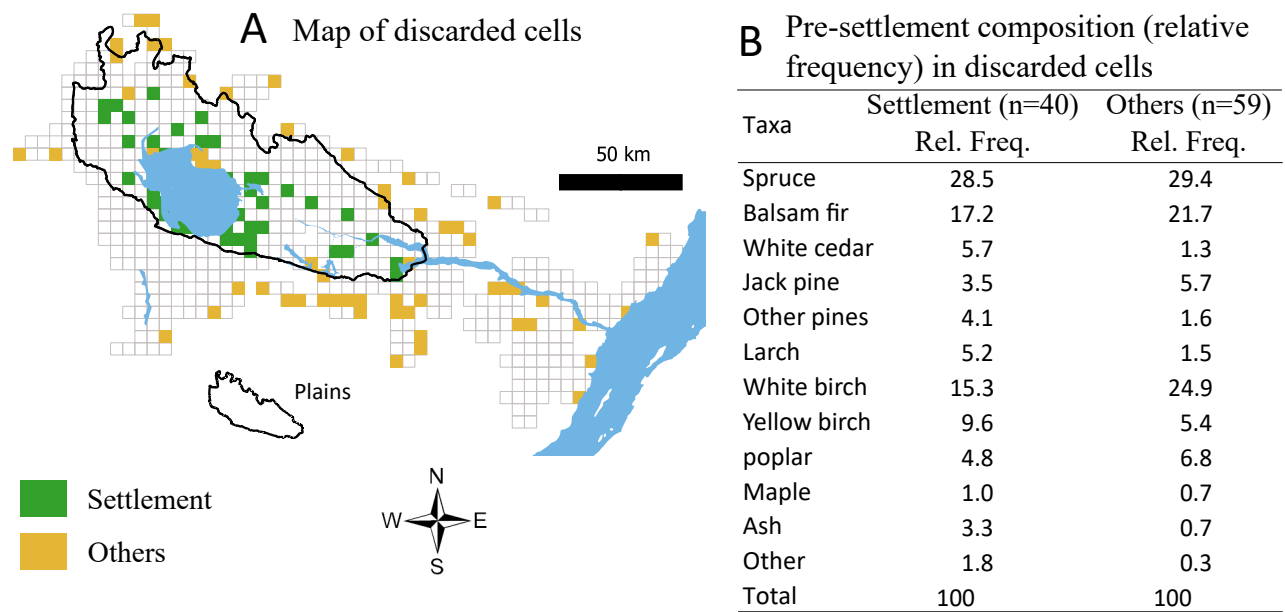 A Map of discarded cells
50 km
Plains
Settlement
Others
N
W E
S
B Pre-settlement composition (relative
frequency) in discarded cells
Taxa Settlement (n=40) Others (n=59)
Rel. Freq. Rel. Freq.
Spruce 28.5 29.4
Balsam fir 17.2 21.7
White cedar 5.7 1.3
Jack pine 3.5 5.7
Other pines 4.1 1.6
Larch 5.2 1.5
White birch 15.3 24.9
Yellow birch 9.6 5.4
poplar 4.8 6.8
Maple 1.0 0.7
Ash 3.3 0.7
Other 1.8 0.3
Total 100 100